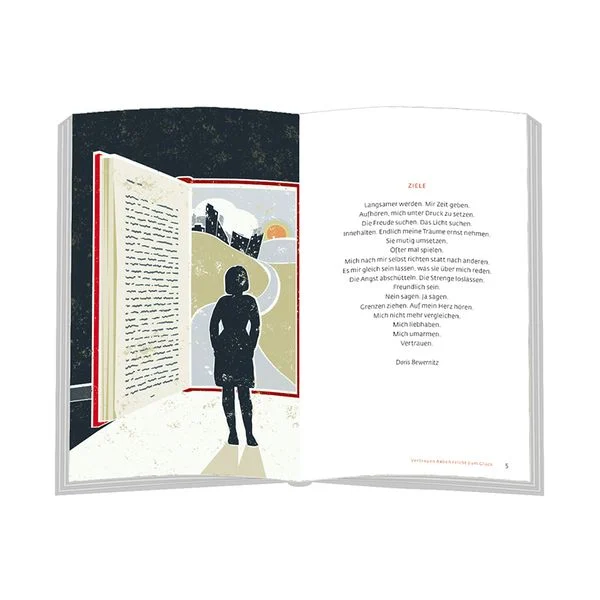 ZIELE
Langsamer werden. Mir Zeit geben.
Aufhören, mich unter Druck zu setzen.
Die Freude suchen. Das Licht suchen.
Innehalten. Endlich meine Träume ernst nehmen.
Sie mutig umsetzen.
Öfter mal spielen.
Mich nach mir selbst richten statt nach anderen.
Es mir gleich sein lassen, was sie über mich reden.
Die Angst abschütteln. Die Strenge loslassen.
Freundlich sein.
Nein sagen. Ja sagen.
Grenzen ziehen. Auf mein Herz hören.
Mich nicht mehr vergleichen.
Mich liebhaben.
Mich umarmen.
Vertrauen.
Doris Bewernitz
Vertrauen zum Glück
5